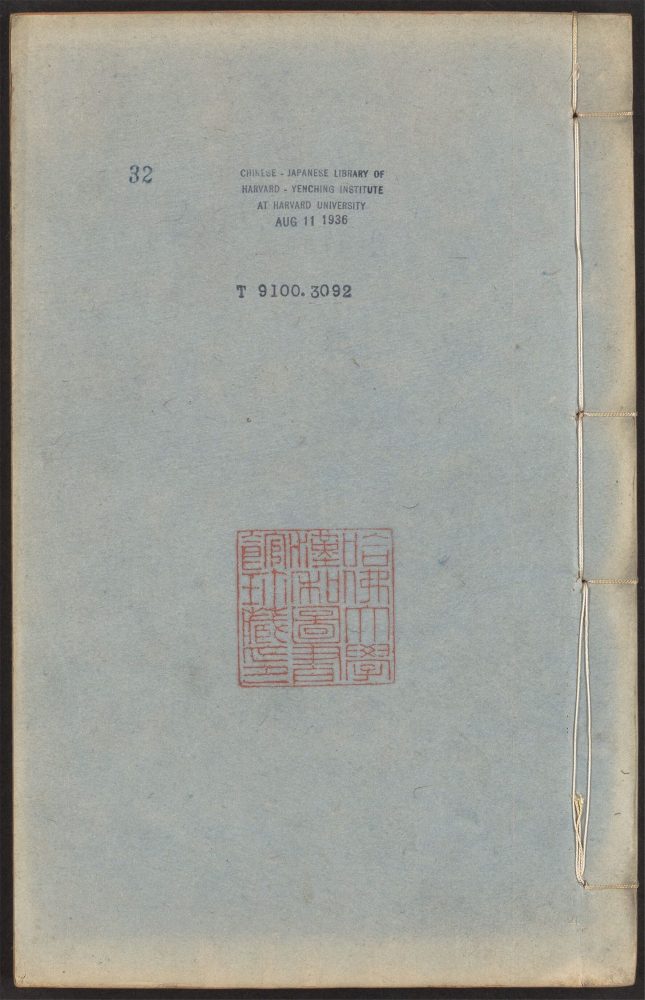 32
CHINESE - JAPANESE LIBRARY OF
HARVARD - YENCHING INSTITUTE
AT HARVARD UNIVERSITY
AUG 11 1936
T 9100.3092
哈佛大學
漢和圖書
館珍藏印